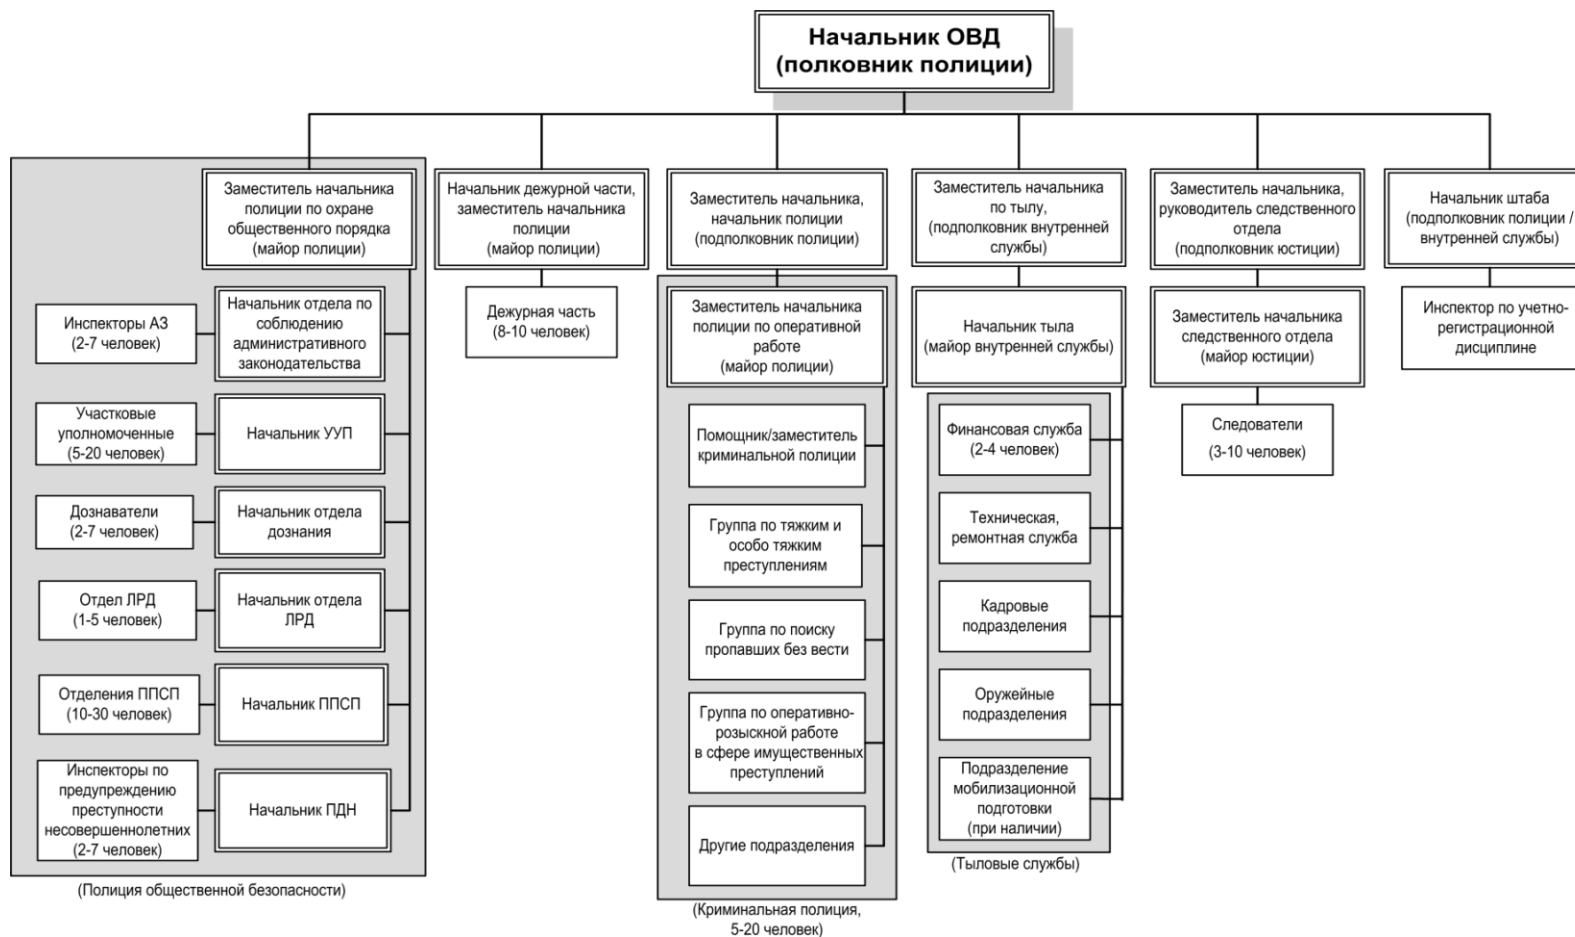 Начальник ОВД
(полковник полиции)
Заместитель начальника
полиции по охране
общественного порядка
(майор полиции)
Начальник дежурной части,
заместитель начальника
полиции
(майор полиции)
Заместитель начальника,
начальник полиции
(подполковник полиции)
Заместитель начальника
по тылу,
(подполковник внутренней
службы)
Заместитель начальника,
руководитель следственного
отдела
(подполковник юстиции)
Начальник штаба
(подполковник полиции /
внутренней службы)
Инспекторы АЗ
(2-7 человек)
Начальник отдела по
соблюдению
административного
законодательства
Участковые
уполномоченные
(5-20 человек)
Начальник УУП
Дознаватели
(2-7 человек)
Начальник отдела
дознания
Отдел ЛРД
(1-5 человек)
Начальник отдела
ЛРД
Отделения ППСП
(10-30 человек)
Начальник ППСП
Инспекторы по
предупреждению
преступности
несовершеннолетних
(2-7 человек)
Начальник ПДН
(Полиция общественной безопасности)
Дежурная часть
(8-10 человек)
Заместитель начальника
полиции по оперативной
работе
(майор полиции)
Помощник/заместитель
криминальной полиции
Группа по тяжким и
особо тяжким
преступлениям
Группа по поиску
пропавших без вести
Группа по оперативно-
розыскной работе
в сфере имущественных
преступлений
Другие подразделения
(Криминальная полиция,
5-20 человек)
Начальник тыла
(майор внутренней службы)
Финансовая служба
(2-4 человек)
Техническая,
ремонтная служба
Кадровые
подразделения
Оружейные
подразделения
Подразделение
мобилизационной
подготовки
(при наличии)
(Тыловые службы)
Заместитель начальника
следственного отдела
(майор юстиции)
Следователи
(3-10 человек)
Инспектор по учетно-
регистрационной
дисциплине